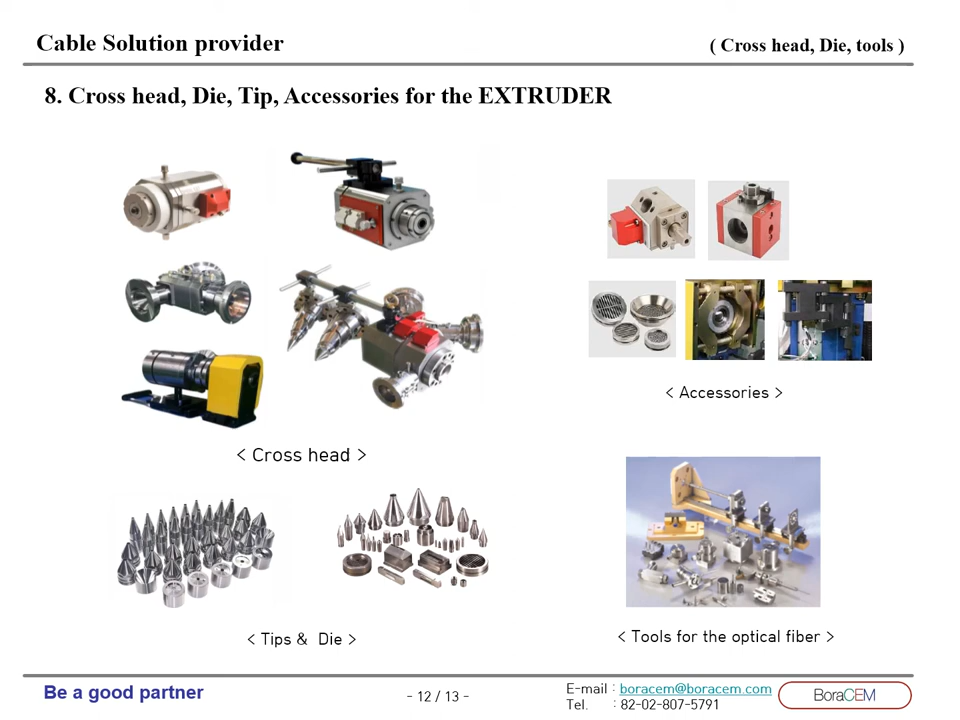 Cable Solution provider
( Cross head, Die, tools )
8. Cross head, Die, Tip, Accessories for the EXTRUDER
< Accessories >
< Cross head >
< Tips &  Die >
< Tools for the optical fiber >
Be a good partner
- 12 / 13 -
E-mail : boracem@boracem.com
Tel. : 82-02-807-5791
BoraCEM